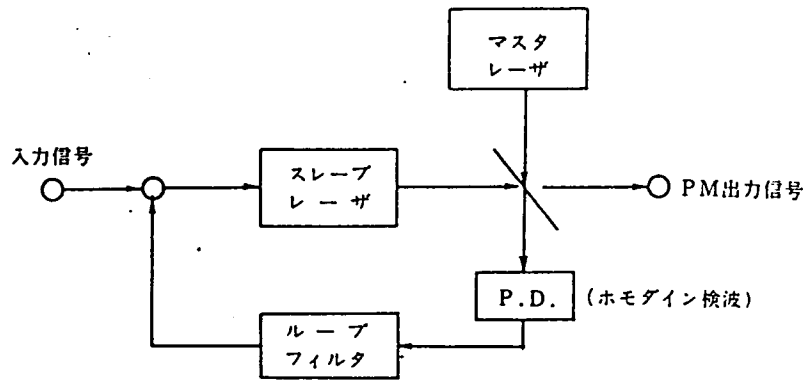 マスタ
レーザ
入力信号
スレーブ
レーザ
PM出力信号
P.D.
(ホモダイン検波)
ループ
フィルタ